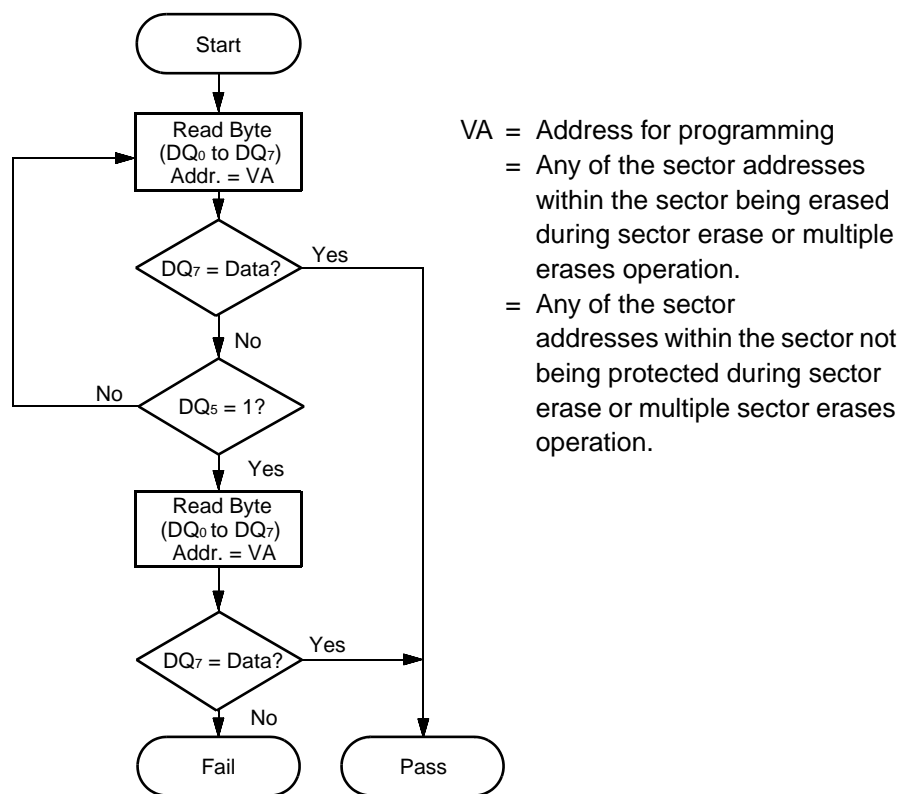 Start
Read Byte
(DQ₀ to DQ₇)
Addr. = VA
DQ₇ = Data?
Yes
No
DQ₅ = 1?
No
Yes
Read Byte
(DQ₀ to DQ₇)
Addr. = VA
DQ₇ = Data?
Yes
No
Fail
Pass
VA = Address for programming
= Any of the sector addresses
within the sector being erased
during sector erase or multiple
erases operation.
= Any of the sector
addresses within the sector not
being protected during sector
erase or multiple sector erases
operation.